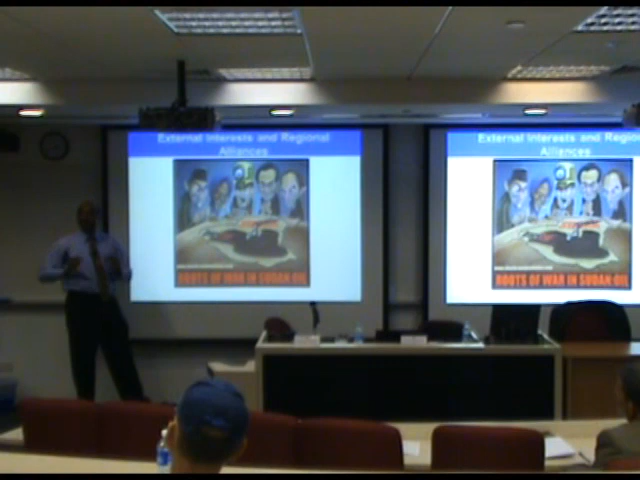 External Interests and Regional
Alliances
ROOTS OF WAR IN SUDAN:OIL
External Interests and Regio
Alliances
ROOTS OF WAR IN SUDAN:OIL